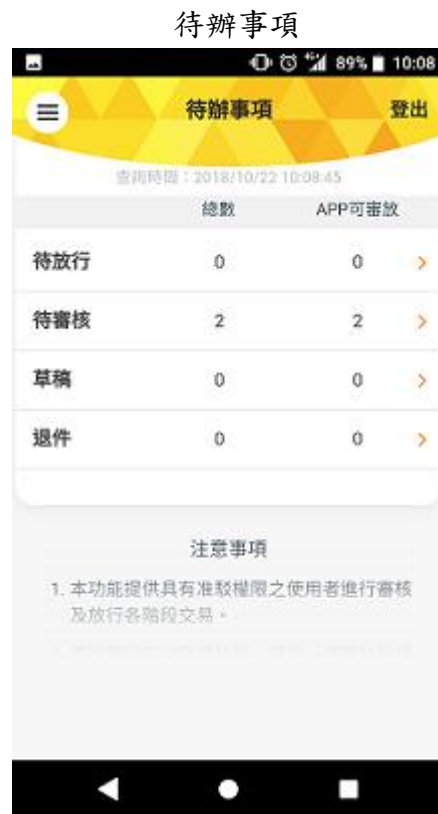 待辦事項
89% 10:08
待辦事項 登出
查詢時間：2018/10/22 10:08:45
總數 APP可審放
待放行 0 0
待審核 2 2
草稿 0 0
退件 0 0
注意事項
1. 本功能提供具有准駁權限之使用者進行審核
及放行各階段交易。